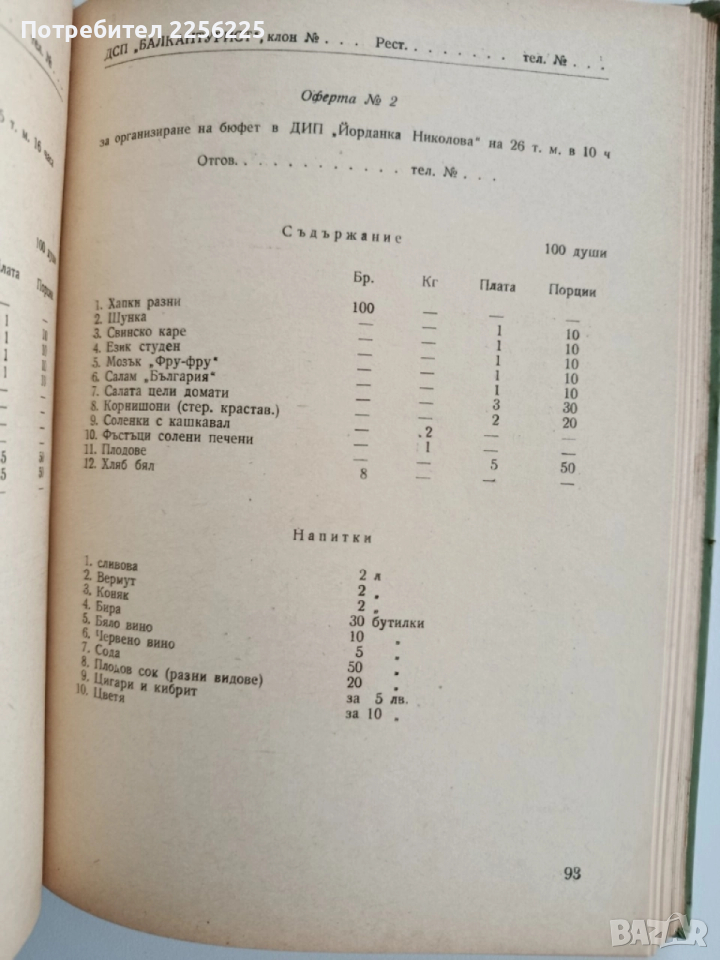 Потребител 2256225
ДСП „БАЛКАНТУРИСТ“, клон № . . . Рест. . . . . . . . тел. № . . .
Оферта № 2
за организиране на бюфет в ДИП „Йорданка Николова“ на 26 т. м. в 10 ч
Отгов. . . . . . . . . . . . . тел. № . . .
Съдържание 100 души
Бр. Кг Плата Порции
1. Хапки разни 100 — — —
2. Шунка — — 1 10
3. Свинско каре — — 1 10
4. Език студен — — 1 10
5. Мозък „Фру-фру“ — — 1 10
6. Салам „България“ — — 1 10
7. Салата цели домати — — 3 30
8. Корнишони (стер. крастав.) — — 2 20
9. Соленки с кашкавал — 2 — —
10. Фъстъци солени печени — 1 — —
11. Плодове — — 5 50
12. Хляб бял 8 — — —
Напитки
1. сливова 2 л
2. Вермут 2 „
3. Коняк 2 „
4. Бира 30 бутилки
5. Бяло вино 10 „
6. Червено вино 5 „
7. Сода 50 „
8. Плодов сок (разни видове) 20 „
9. Цигари и кибрит за 5 лв.
10. Цветя за 10 „
93
BAZAR